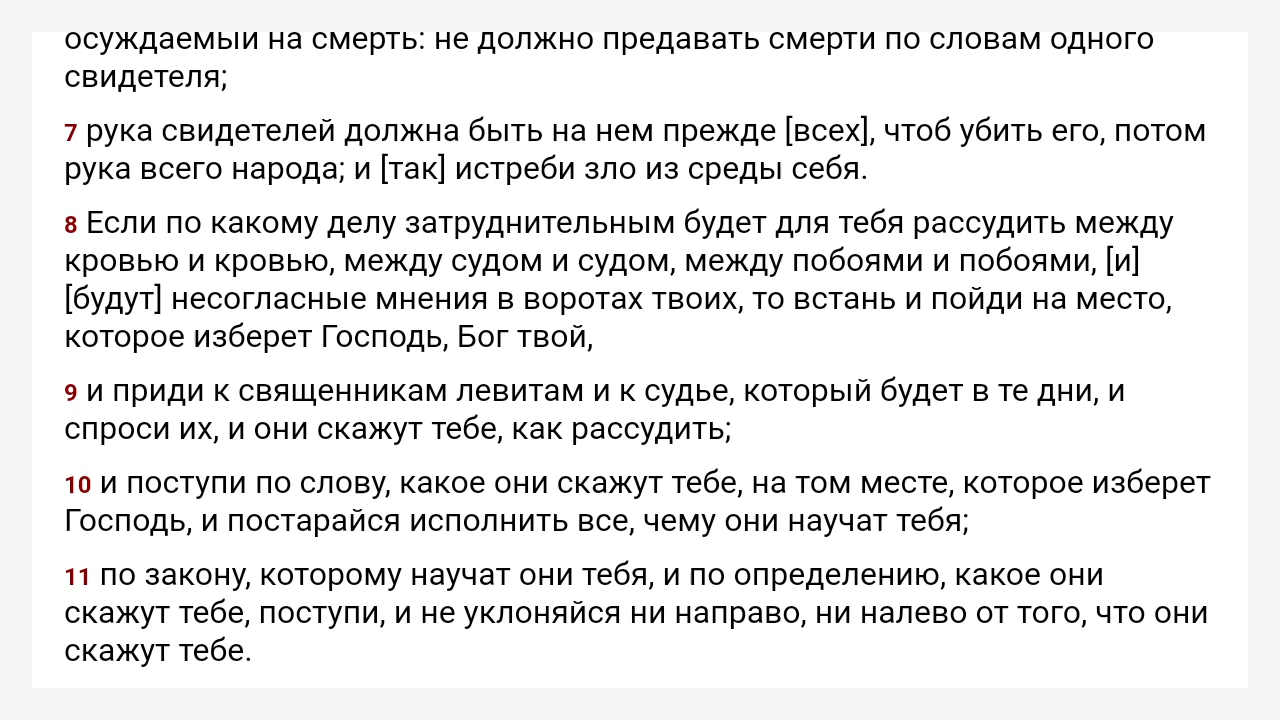 осуждаемый на смерть: не должно предавать смерти по словам одного
свидетеля;
7 рука свидетелей должна быть на нем прежде [всех], чтоб убить его, потом
рука всего народа; и [так] истреби зло из среды себя.
8 Если по какому делу затруднительным будет для тебя рассудить между
кровью и кровью, между судом и судом, между побоями и побоями, [и]
[будут] несогласные мнения в воротах твоих, то встань и пойди на место,
которое изберет Господь, Бог твой,
9 и приди к священникам левитам и к судье, который будет в те дни, и
спроси их, и они скажут тебе, как рассудить;
10 и поступи по слову, какое они скажут тебе, на том месте, которое изберет
Господь, и постарайся исполнить все, чему они научат тебя;
11 по закону, которому научат они тебя, и по определению, какое они
скажут тебе, поступи, и не уклоняйся ни направо, ни налево от того, что они
скажут тебе.